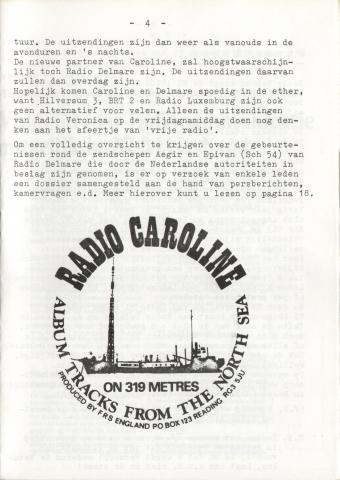 - 4 -
tuur. De uitzendingen zijn dan weer als vanouds in de
avonduren en 's nachts.
De nieuwe partner van Caroline, zal hoogstwaarschijn-
lijk toch Radio Delmare zijn. De uitzendingen daarvan
zullen dan overdag zijn.
Hopelijk komen Caroline en Delmare spoedig in de ether,
want Hilversum 3, BRT 2 en Radio Luxemburg zijn ook
geen alternatief voor velen. Alleen de uitzendingen
van Radio Veronica op de vrijdagnamiddag doen nog den-
ken aan het sfeertje van 'vrije radio'.
Om een volledig overzicht te krijgen over de gebeurte-
nissen rond de zendschepen Aegir en Epivan (Sch 54) van
Radio Delmare die door de Nederlandse autoriteiten in
beslag zijn genomen, is er op verzoek van enkele leden
een dossier samengesteld aan de hand van persberichten,
kamervragen e.d. Meer hierover kunt u lezen op pagina 18.
RADIO CAROLINE
ON 319 METRES
ALBUM TRACKS FROM THE NORTH SEA
PRODUCED BY F.R.S ENGLAND PO BOX 123 READING RG3 5JU